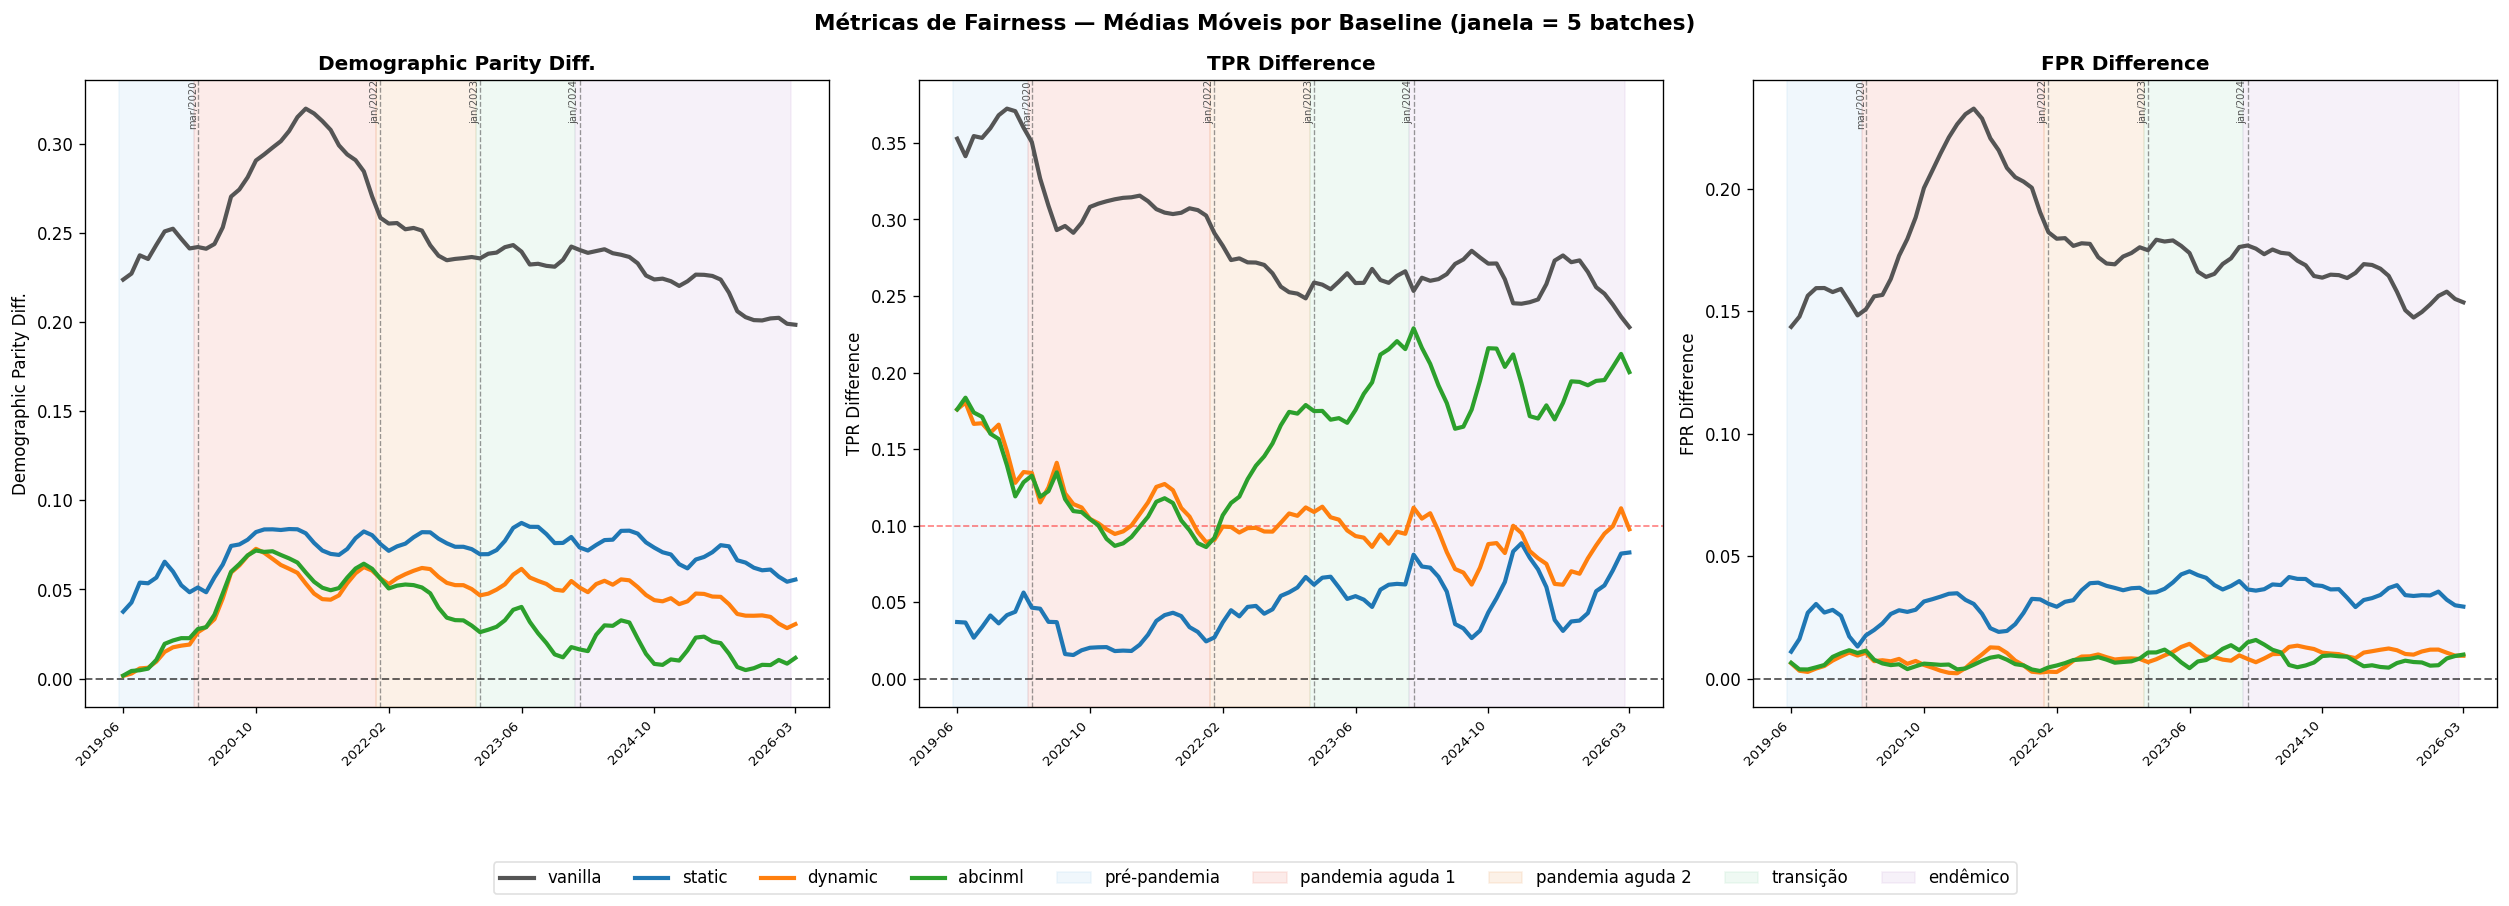 Métricas de Fairness — Médias Móveis por Baseline (janela = 5 batches)
Demographic Parity Diff.
Demographic Parity Diff.
0.30
0.25
0.20
0.15
0.10
0.05
0.00
mar/2020
jan/2022
jan/2023
jan/2024
2019-06
2020-10
2022-02
2023-06
2024-10
2026-03
TPR Difference
TPR Difference
0.35
0.30
0.25
0.20
0.15
0.10
0.05
0.00
mar/2020
jan/2022
jan/2023
jan/2024
2019-06
2020-10
2022-02
2023-06
2024-10
2026-03
FPR Difference
FPR Difference
0.20
0.15
0.10
0.05
0.00
mar/2020
jan/2022
jan/2023
jan/2024
2019-06
2020-10
2022-02
2023-06
2024-10
2026-03
vanilla
static
dynamic
abcinml
pré-pandemia
pandemia aguda 1
pandemia aguda 2
transição
endêmico